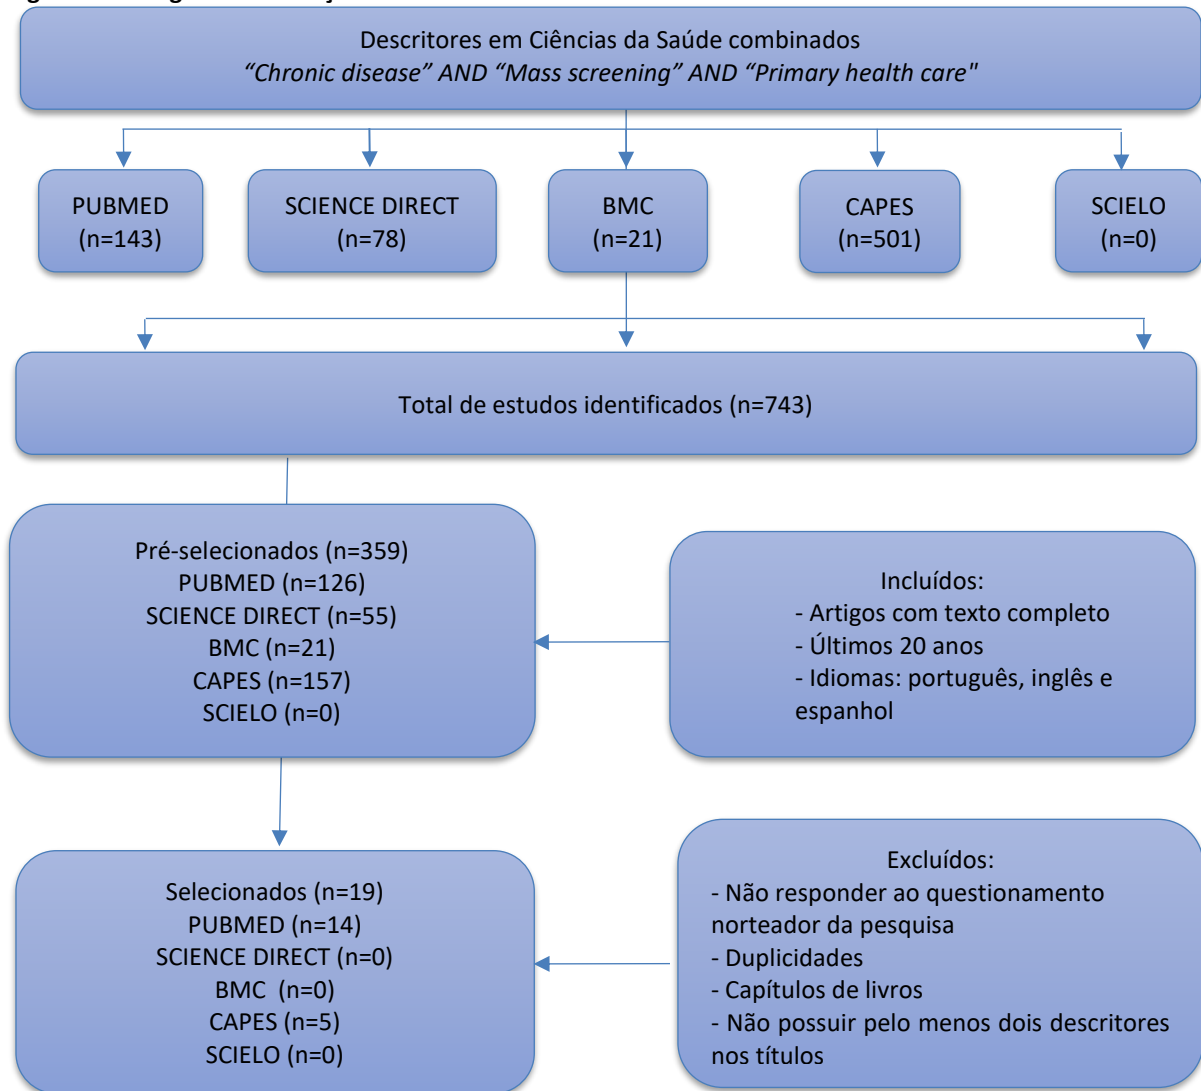 Descritores em Ciências da Saúde combinados
“Chronic disease” AND “Mass screening” AND “Primary health care"
PUBMED
(n=143)
SCIENCE DIRECT
(n=78)
BMC
(n=21)
CAPES
(n=501)
SCIELO
(n=0)
Total de estudos identificados (n=743)
Pré-selecionados (n=359)
PUBMED (n=126)
SCIENCE DIRECT (n=55)
BMC (n=21)
CAPES (n=157)
SCIELO (n=0)
Incluídos:
- Artigos com texto completo
- Últimos 20 anos
- Idiomas: português, inglês e
espanhol
Selecionados (n=19)
PUBMED (n=14)
SCIENCE DIRECT (n=0)
BMC (n=0)
CAPES (n=5)
SCIELO (n=0)
Excluídos:
- Não responder ao questionamento
norteador da pesquisa
- Duplicidades
- Capítulos de livros
- Não possuir pelo menos dois descritores
nos títulos